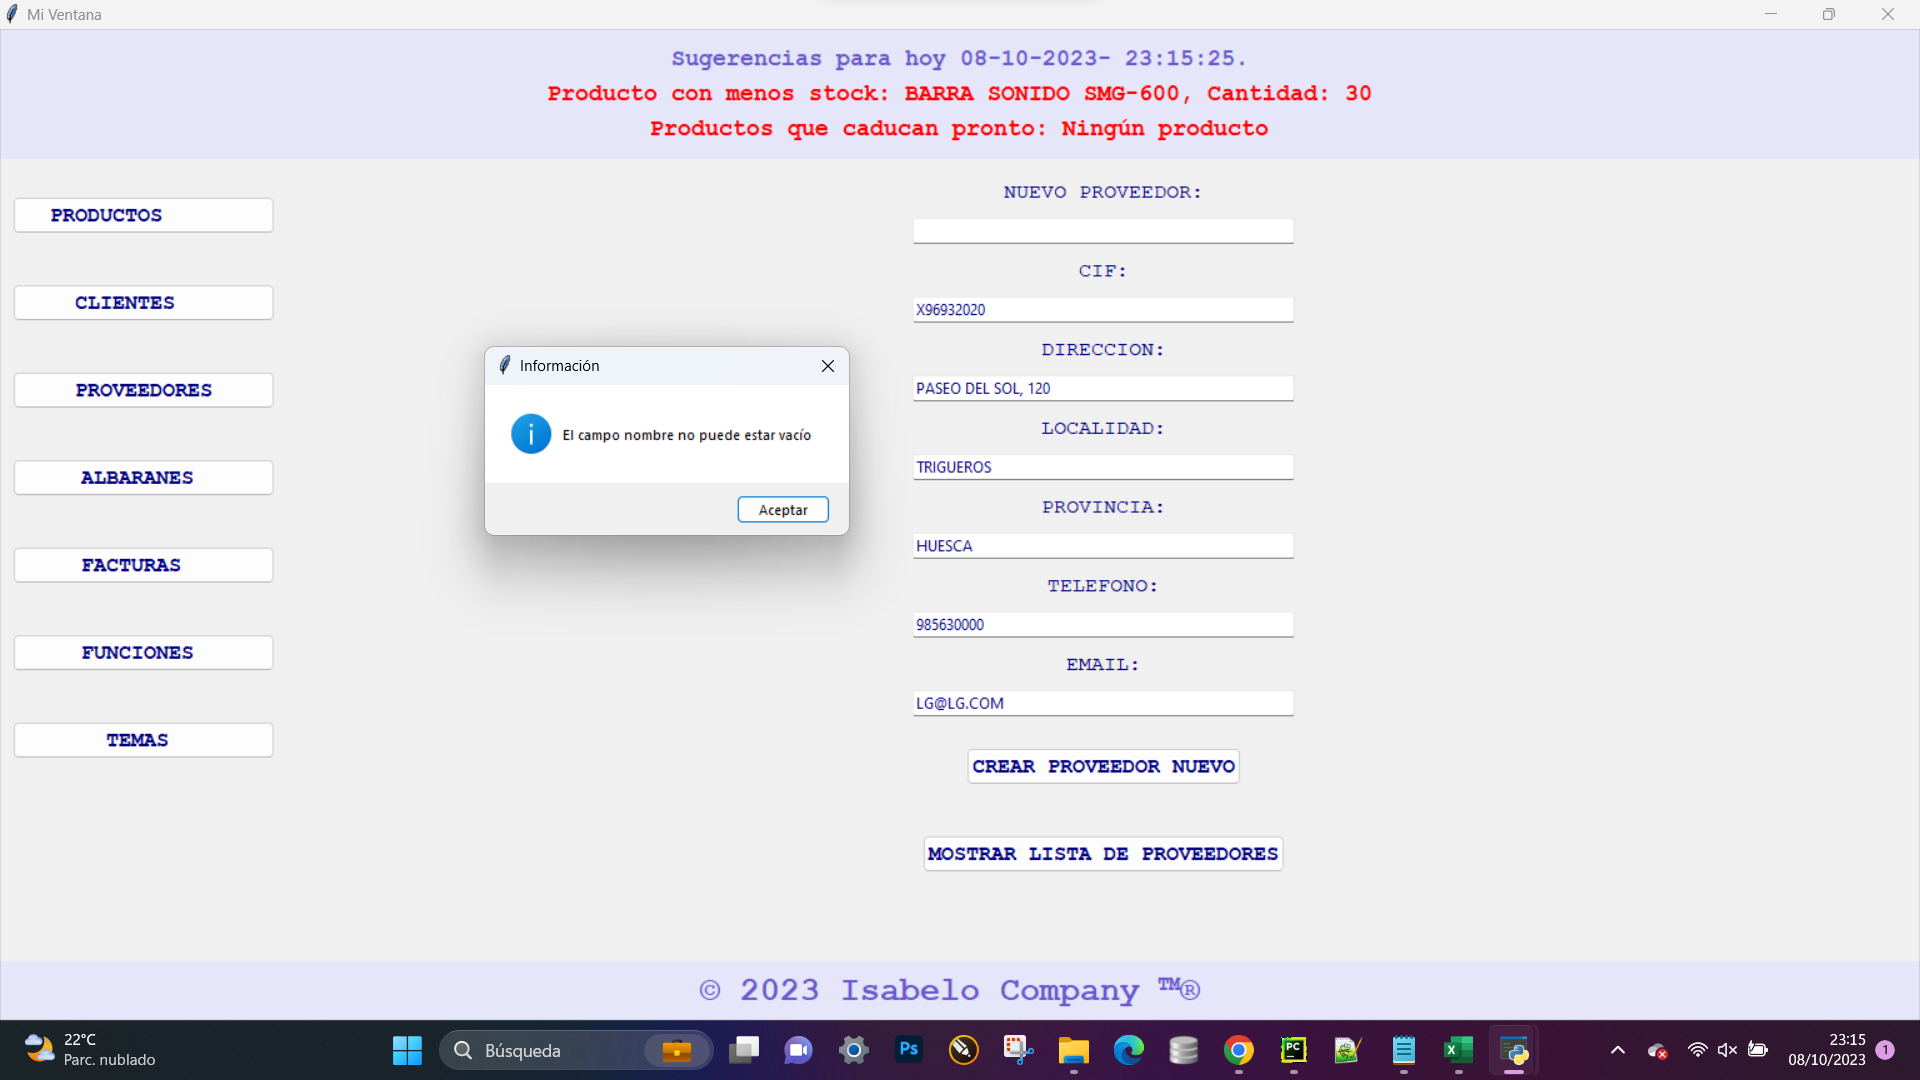 Mi Ventana
Sugerencias para hoy 08-10-2023- 23:15:25.
Producto con menos stock: BARRA SONIDO SMG-600, Cantidad: 30
Productos que caducan pronto: Ningún producto
PRODUCTOS
CLIENTES
PROVEEDORES
ALBARANES
FACTURAS
FUNCIONES
TEMAS
Información
El campo nombre no puede estar vacío
Aceptar
NUEVO PROVEEDOR:
CIF:
X96932020
DIRECCION:
PASEO DEL SOL, 120
LOCALIDAD:
TRIGUEROS
PROVINCIA:
HUESCA
TELEFONO:
985630000
EMAIL:
LG@LG.COM
CREAR PROVEEDOR NUEVO
MOSTRAR LISTA DE PROVEEDORES
© 2023 Isabelo Company ™®
22°C
Parc. nublado
Búsqueda
Ps
PC
X
23:15
08/10/2023
1